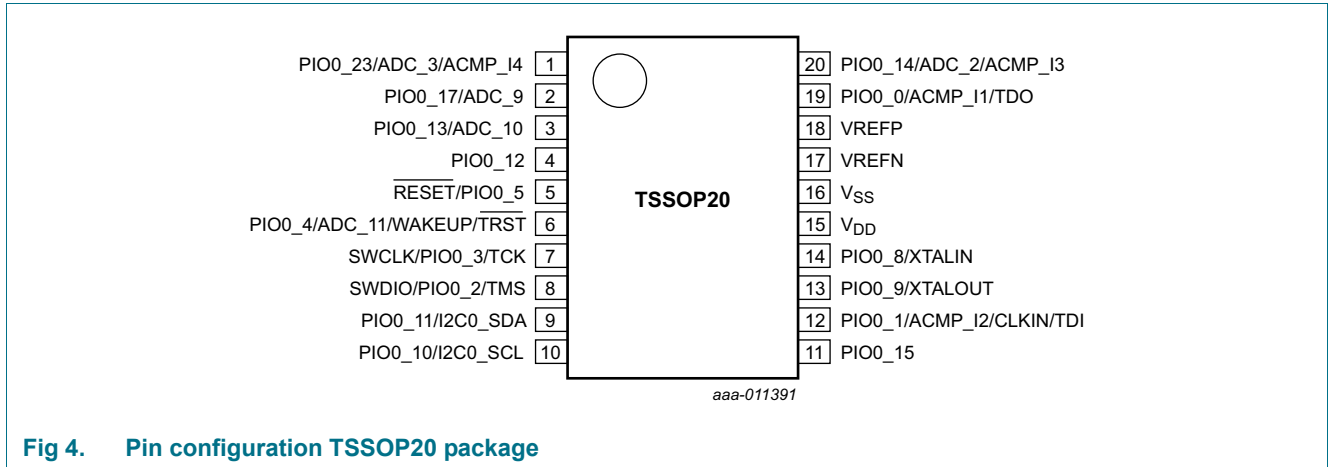 PIO0_23/ADC_3/ACMP_I4 1
PIO0_17/ADC_9 2
PIO0_13/ADC_10 3
PIO0_12 4
RESET/PIO0_5 5
PIO0_4/ADC_11/WAKEUP/TRST 6
SWCLK/PIO0_3/TCK 7
SWDIO/PIO0_2/TMS 8
PIO0_11/I2C0_SDA 9
PIO0_10/I2C0_SCL 10
TSSOP20
20 PIO0_14/ADC_2/ACMP_I3
19 PIO0_0/ACMP_I1/TDO
18 VREFP
17 VREFN
16 VSS
15 VDD
14 PIO0_8/XTALIN
13 PIO0_9/XTALOUT
12 PIO0_1/ACMP_I2/CLKIN/TDI
11 PIO0_15
aaa-011391
Fig 4. Pin configuration TSSOP20 package